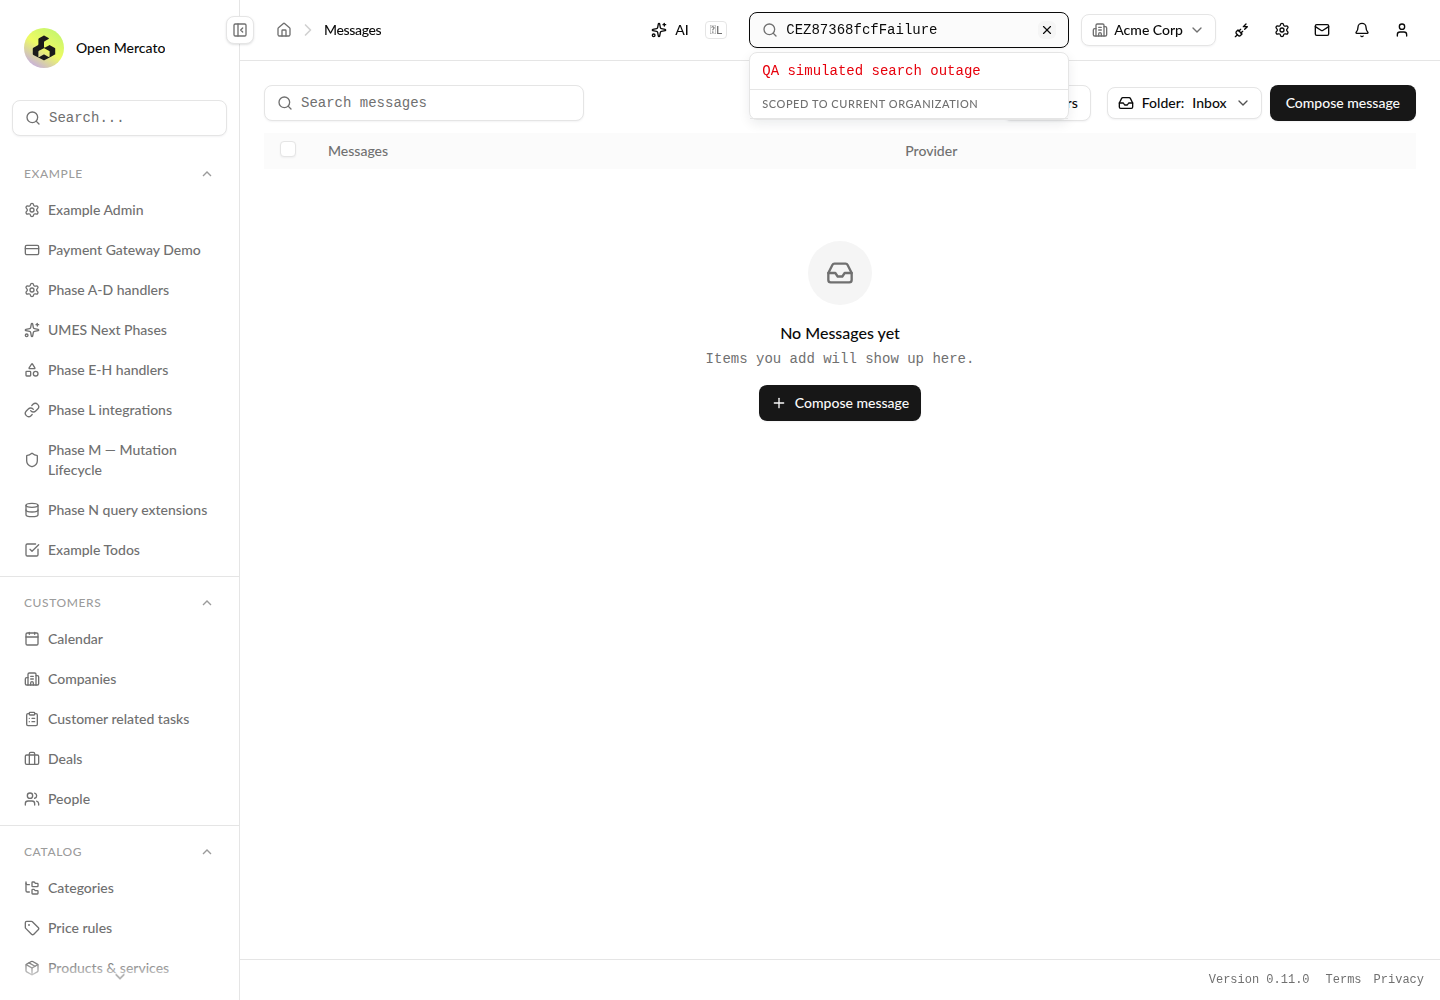 Open Mercato
Search...
EXAMPLE
Example Admin
Payment Gateway Demo
Phase A-D handlers
UMES Next Phases
Phase E-H handlers
Phase L integrations
Phase M — Mutation
Lifecycle
Phase N query extensions
Example Todos
CUSTOMERS
Calendar
Companies
Customer related tasks
Deals
People
CATALOG
Categories
Price rules
Products & services
Messages
AI
L
CEZ87368fcfFailure
Acme Corp
QA simulated search outage
SCOPED TO CURRENT ORGANIZATION
Search messages
Folder: Inbox
Compose message
Messages
Provider
No Messages yet
Items you add will show up here.
Compose message
Version 0.11.0
Terms
Privacy